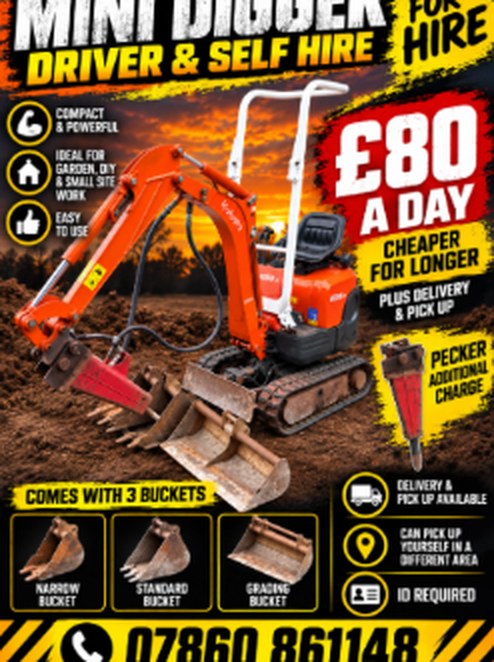 MINI DIGGER
FOR
HIRE
DRIVER & SELF HIRE
COMPACT
& POWERFUL
IDEAL FOR
GARDEN, DIY
& SMALL SITE
WORK
EASY
TO USE
£80
A DAY
CHEAPER
FOR LONGER
PLUS DELIVERY
& PICK UP
Kubota
PECKER
ADDITIONAL
CHARGE
COMES WITH 3 BUCKETS
NARROW
BUCKET
STANDARD
BUCKET
GRADING
BUCKET
DELIVERY &
PICK UP AVAILABLE
CAN PICK UP
YOURSELF IN A
DIFFERENT AREA
ID REQUIRED
07860 861148